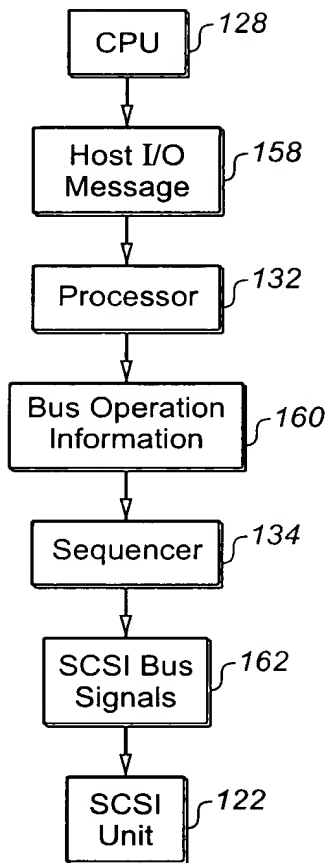 CPU
128
Host I/O
Message
158
Processor
132
Bus Operation
Information
160
Sequencer
134
SCSI Bus
Signals
162
SCSI
Unit
122